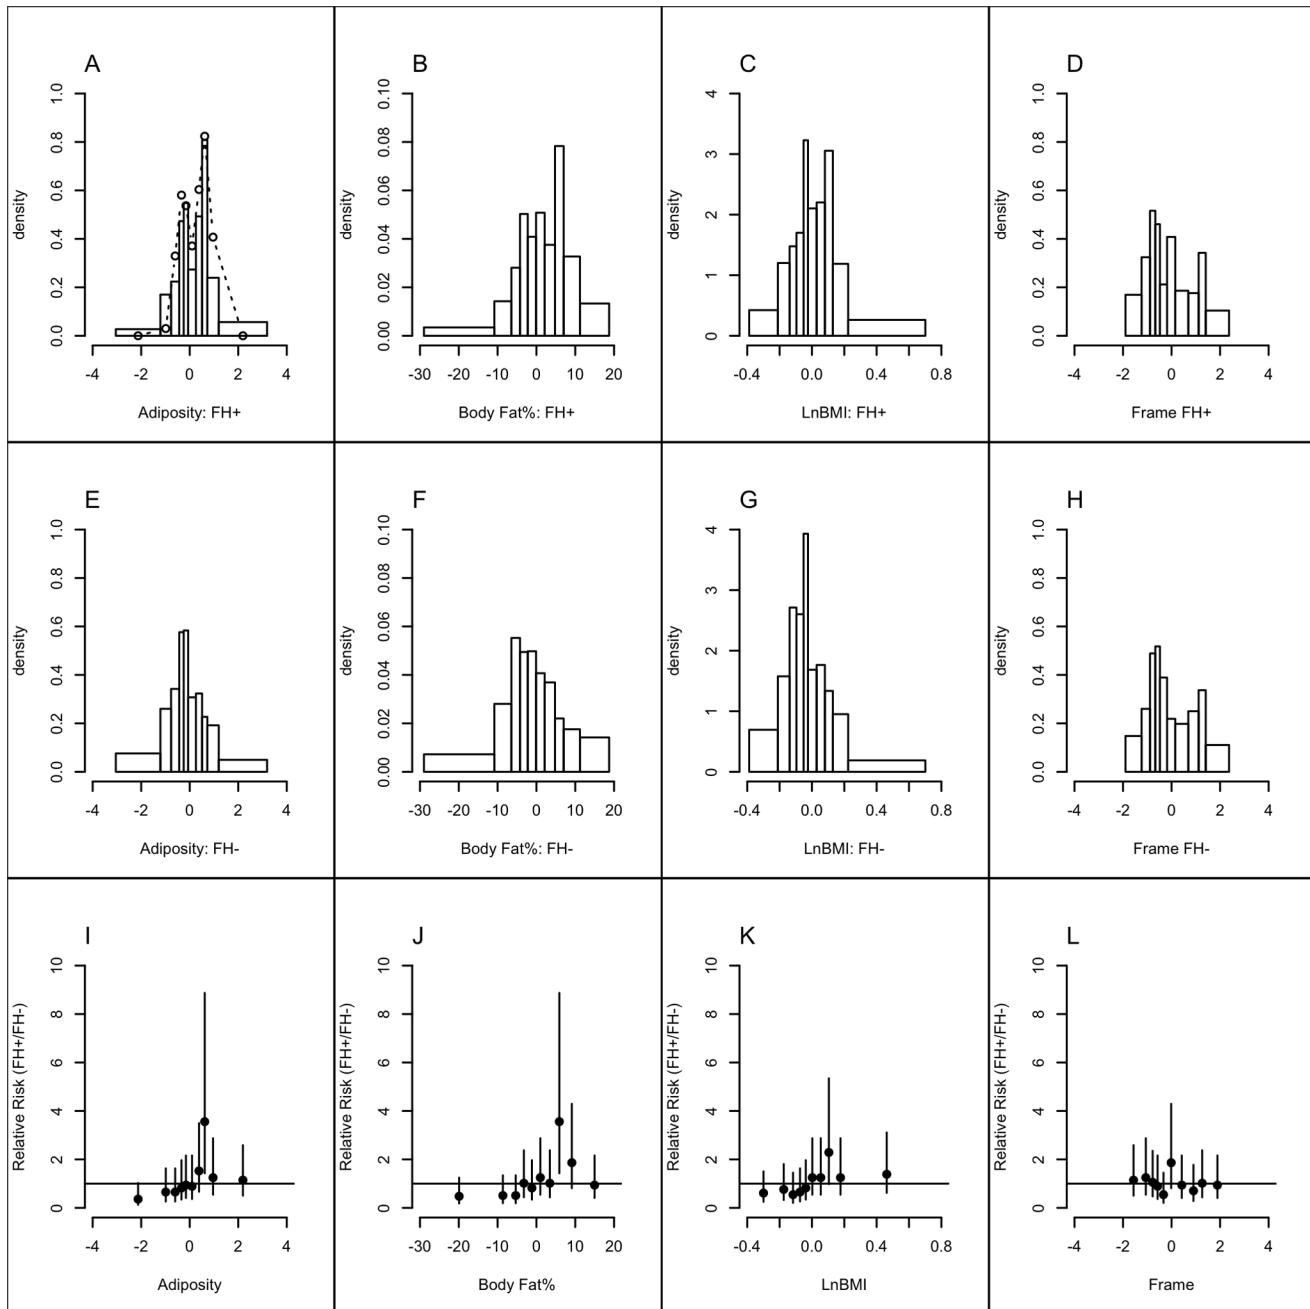 A
density
0.0 0.2 0.4 0.6 0.8 1.0
-4 -2 0 2 4
Adiposity: FH+
B
density
0.00 0.02 0.04 0.06 0.08 0.10
-30 -20 0 10 20
Body Fat%: FH+
C
density
0 1 2 3 4
-0.4 0.0 0.4 0.8
LnBMI: FH+
D
density
0.0 0.2 0.4 0.6 0.8 1.0
-4 -2 0 2 4
Frame FH+
E
density
0.0 0.2 0.4 0.6 0.8 1.0
-4 -2 0 2 4
Adiposity: FH-
F
density
0.00 0.02 0.04 0.06 0.08 0.10
-30 -20 0 10 20
Body Fat%: FH-
G
density
0 1 2 3 4
-0.4 0.0 0.4 0.8
LnBMI: FH-
H
density
0.0 0.2 0.4 0.6 0.8 1.0
-4 -2 0 2 4
Frame FH-
I
Relative Risk (FH+/FH-)
0 2 4 6 8 10
-4 -2 0 2 4
Adiposity
J
Relative Risk (FH+/FH-)
0 2 4 6 8 10
-30 -20 0 10 20
Body Fat%
K
Relative Risk (FH+/FH-)
0 2 4 6 8 10
-0.4 0.0 0.4 0.8
LnBMI
L
Relative Risk (FH+/FH-)
0 2 4 6 8 10
-4 -2 0 2 4
Frame